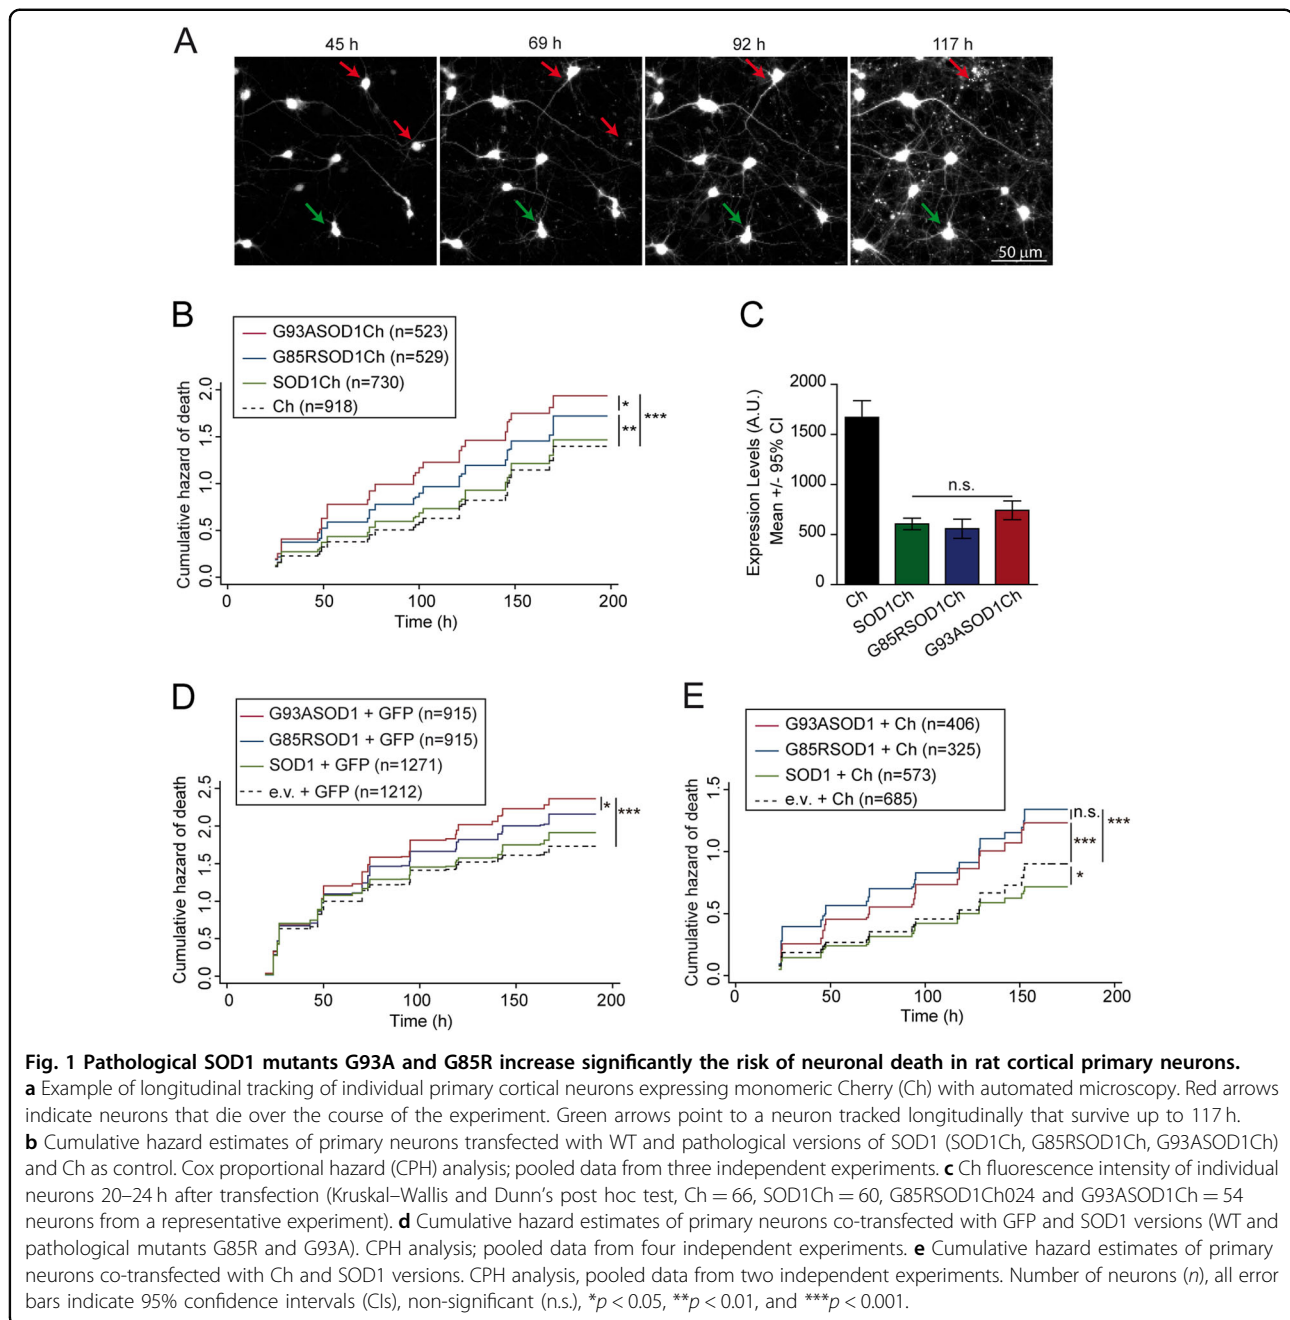 A
45 h
69 h
92 h
117 h
50 µm
B
G93ASOD1Ch (n=523)
G85RSOD1Ch (n=529)
SOD1Ch (n=730)
Ch (n=918)
Cumulative hazard of death
2.0
1.5
1.0
0.5
0.0
*
**
***
0
50
100
150
200
Time (h)
C
Expression Levels (A.U.)
Mean +/- 95% CI
2000
1500
1000
500
0
n.s.
Ch
SOD1Ch
G85RSOD1Ch
G93ASOD1Ch
D
G93ASOD1 + GFP (n=915)
G85RSOD1 + GFP (n=915)
SOD1 + GFP (n=1271)
e.v. + GFP (n=1212)
Cumulative hazard of death
2.5
2.0
1.5
1.0
0.5
0.0
*
***
0
50
100
150
200
Time (h)
E
G93ASOD1 + Ch (n=406)
G85RSOD1 + Ch (n=325)
SOD1 + Ch (n=573)
e.v. + Ch (n=685)
Cumulative hazard of death
1.5
1.0
0.5
0.0
n.s.
***
***
*
0
50
100
150
200
Time (h)
Fig. 1 Pathological SOD1 mutants G93A and G85R increase significantly the risk of neuronal death in rat cortical primary neurons.
a Example of longitudinal tracking of individual primary cortical neurons expressing monomeric Cherry (Ch) with automated microscopy. Red arrows
indicate neurons that die over the course of the experiment. Green arrows point to a neuron tracked longitudinally that survive up to 117 h.
b Cumulative hazard estimates of primary neurons transfected with WT and pathological versions of SOD1 (SOD1Ch, G85RSOD1Ch, G93ASOD1Ch)
and Ch as control. Cox proportional hazard (CPH) analysis; pooled data from three independent experiments. c Ch fluorescence intensity of individual
neurons 20–24 h after transfection (Kruskal–Wallis and Dunn's post hoc test, Ch = 66, SOD1Ch = 60, G85RSOD1Ch024 and G93ASOD1Ch = 54
neurons from a representative experiment). d Cumulative hazard estimates of primary neurons co-transfected with GFP and SOD1 versions (WT and
pathological mutants G85R and G93A). CPH analysis; pooled data from four independent experiments. e Cumulative hazard estimates of primary
neurons co-transfected with Ch and SOD1 versions. CPH analysis, pooled data from two independent experiments. Number of neurons (n), all error
bars indicate 95% confidence intervals (CIs), non-significant (n.s.), *p < 0.05, **p < 0.01, and ***p < 0.001.